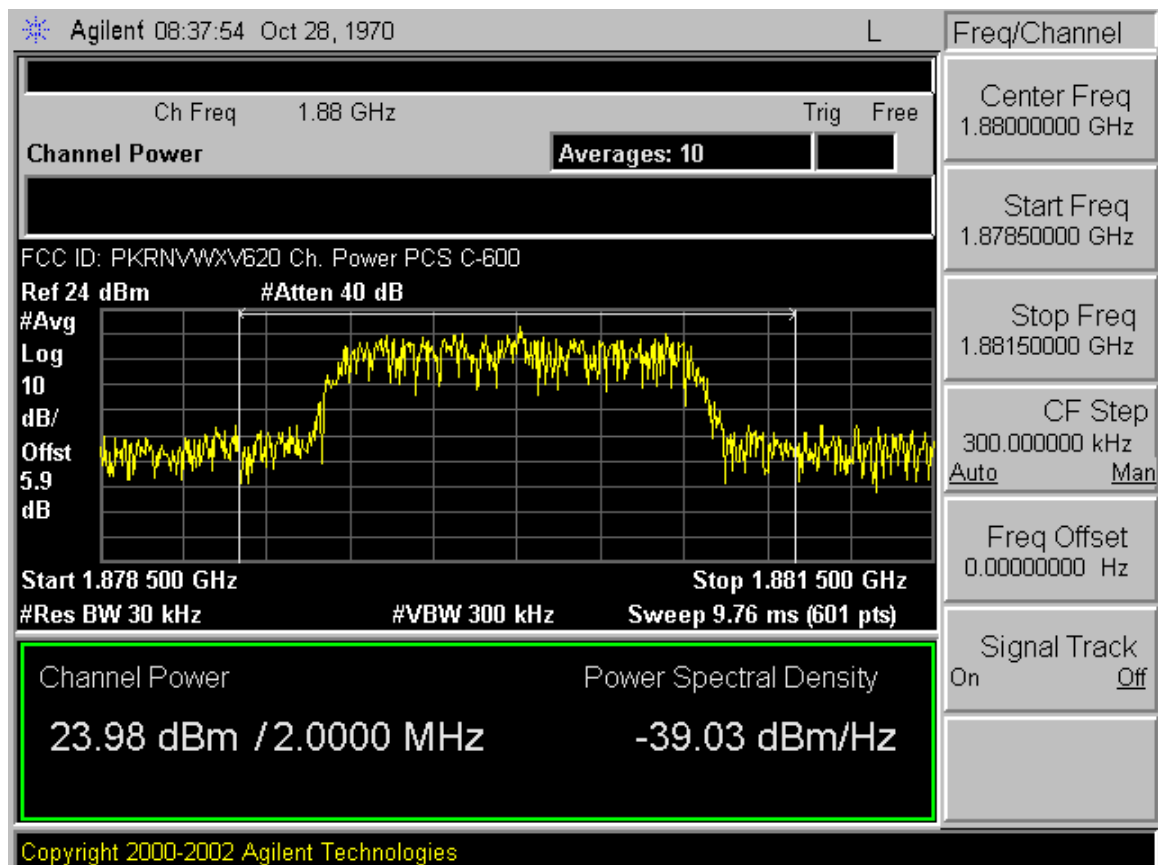 Agilent 08:37:54 Oct 28, 1970 L
Freq/Channel
Ch Freq 1.88 GHz Trig Free
Channel Power Averages: 10
FCC ID: PKRNVWXV620 Ch. Power PCS C-600
Ref 24 dBm #Atten 40 dB
#Avg
Log
10
dB/
Offst
5.9
dB
Start 1.878 500 GHz Stop 1.881 500 GHz
#Res BW 30 kHz #VBW 300 kHz Sweep 9.76 ms (601 pts)
Channel Power Power Spectral Density
23.98 dBm / 2.0000 MHz -39.03 dBm/Hz
Center Freq
1.88000000 GHz
Start Freq
1.87850000 GHz
Stop Freq
1.88150000 GHz
CF Step
300.000000 kHz
Auto Man
Freq Offset
0.00000000 Hz
Signal Track
On Off
Copyright 2000-2002 Agilent Technologies